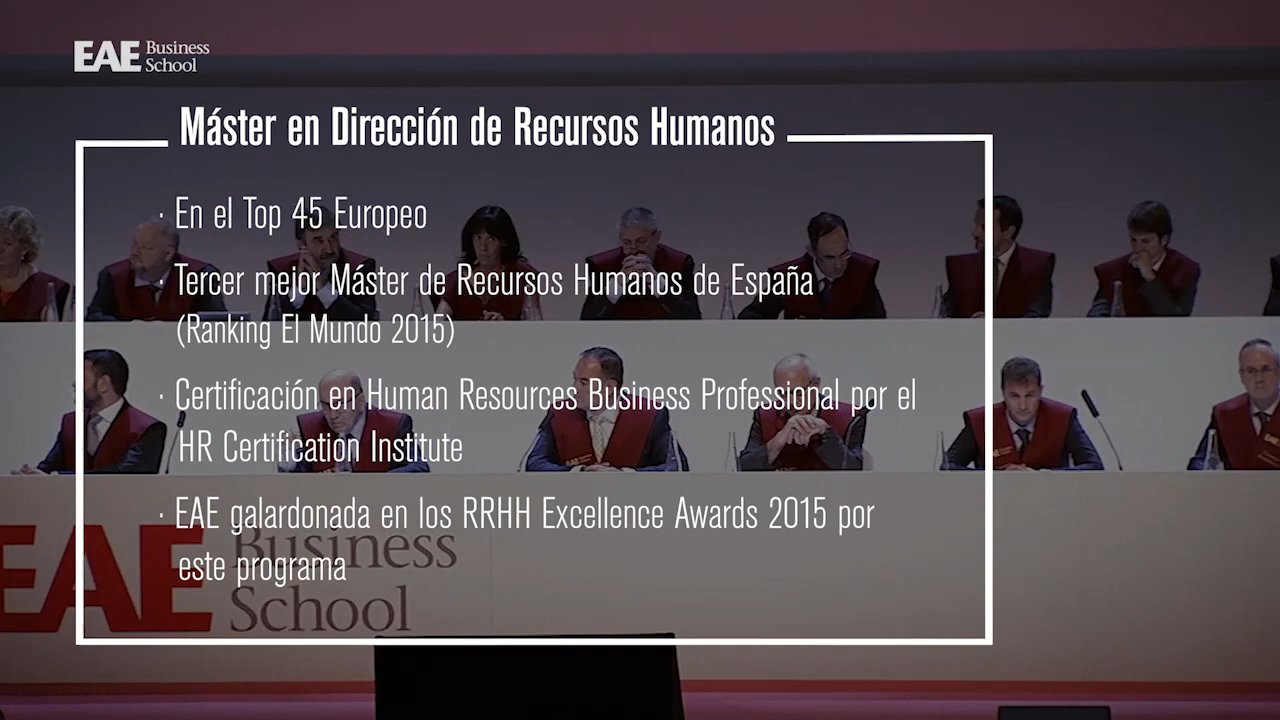 EAE Business
School
Máster en Dirección de Recursos Humanos
· En el Top 45 Europeo
· Tercer mejor Máster de Recursos Humanos de España
(Ranking El Mundo 2015)
· Certificación en Human Resources Business Professional por el
HR Certification Institute
· EAE galardonada en los RRHH Excellence Awards 2015 por
este programa
EAE Business
School